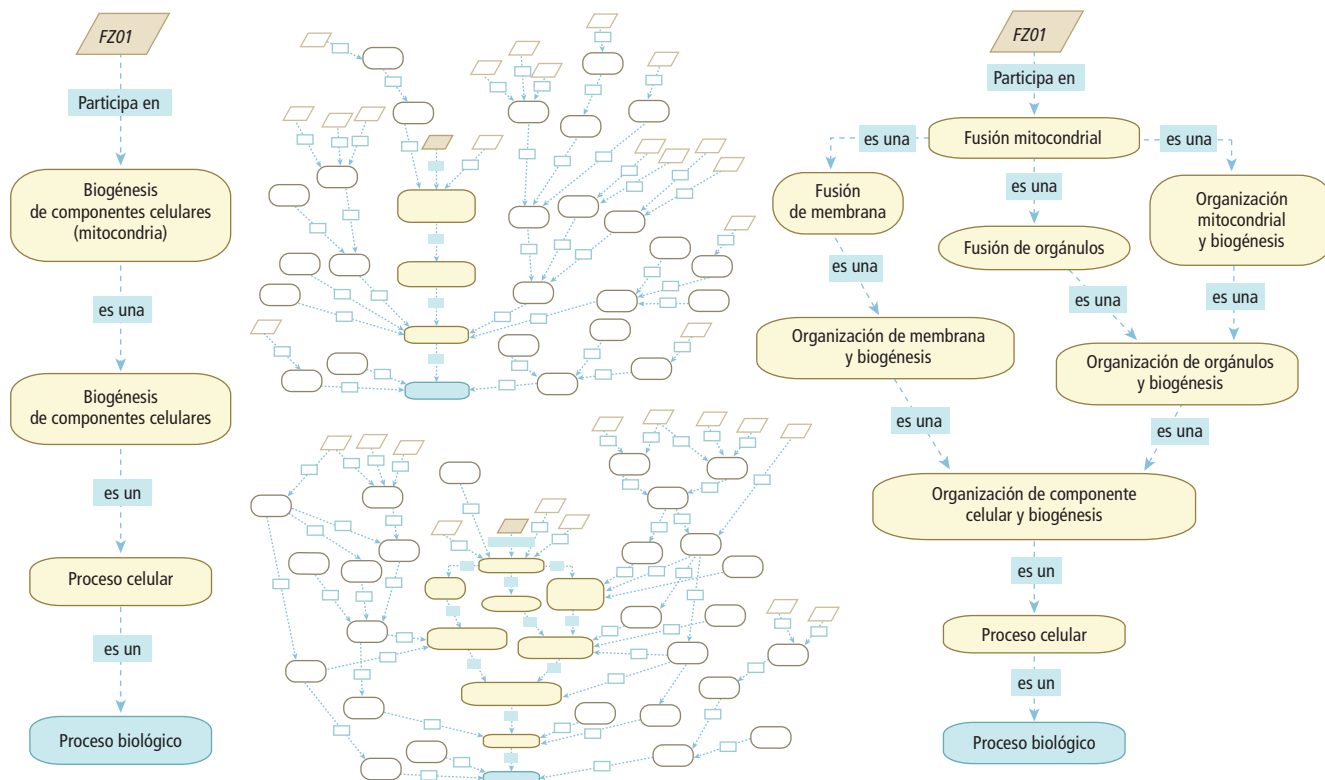 FZ01
Participa en
Biogénesis
de componentes celulares
(mitocondria)
es una
Biogénesis
de componentes celulares
es un
Proceso celular
es un
Proceso biológico
FZ01
Participa en
es una
Fusión mitocondrial
es una
Fusión
de membrana
es una
Organización
mitocondrial
y biogénesis
Fusión de orgánulos
es una
es una
es una
Organización de membrana
y biogénesis
Organización de orgánulos
y biogénesis
es una
es una
Organización de componente
celular y biogénesis
es un
Proceso celular
es un
Proceso biológico